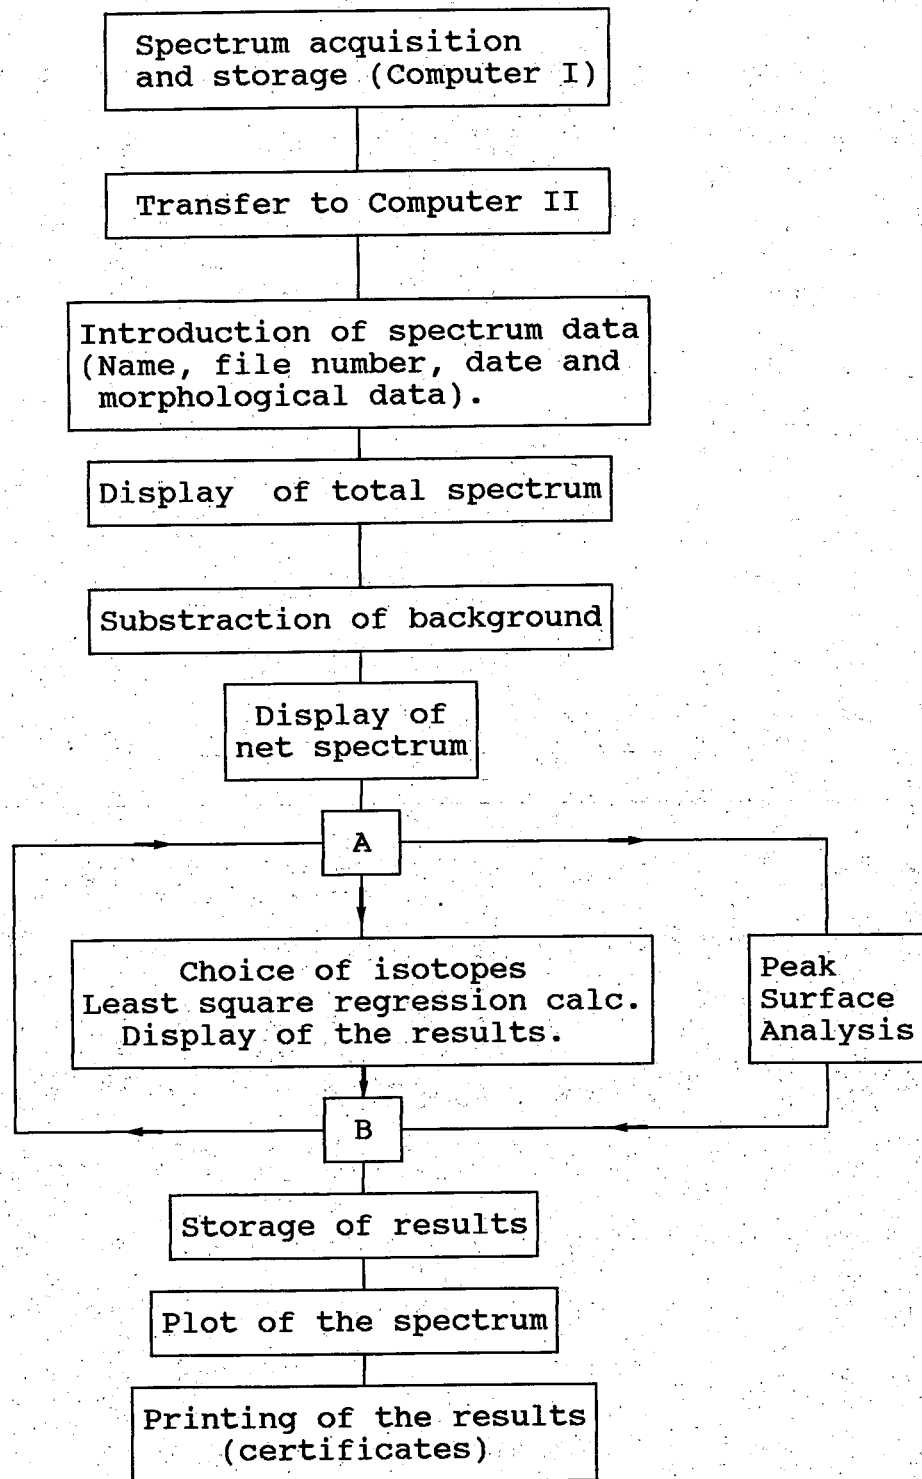 Spectrum acquisition
and storage (Computer I)
Transfer to Computer II
Introduction of spectrum data
(Name, file number, date and
morphological data).
Display of total spectrum
Substraction of background
Display of
net spectrum
A
Choice of isotopes
Least square regression calc.
Display of the results.
Peak
Surface
Analysis
B
Storage of results
Plot of the spectrum
Printing of the results
(certificates)